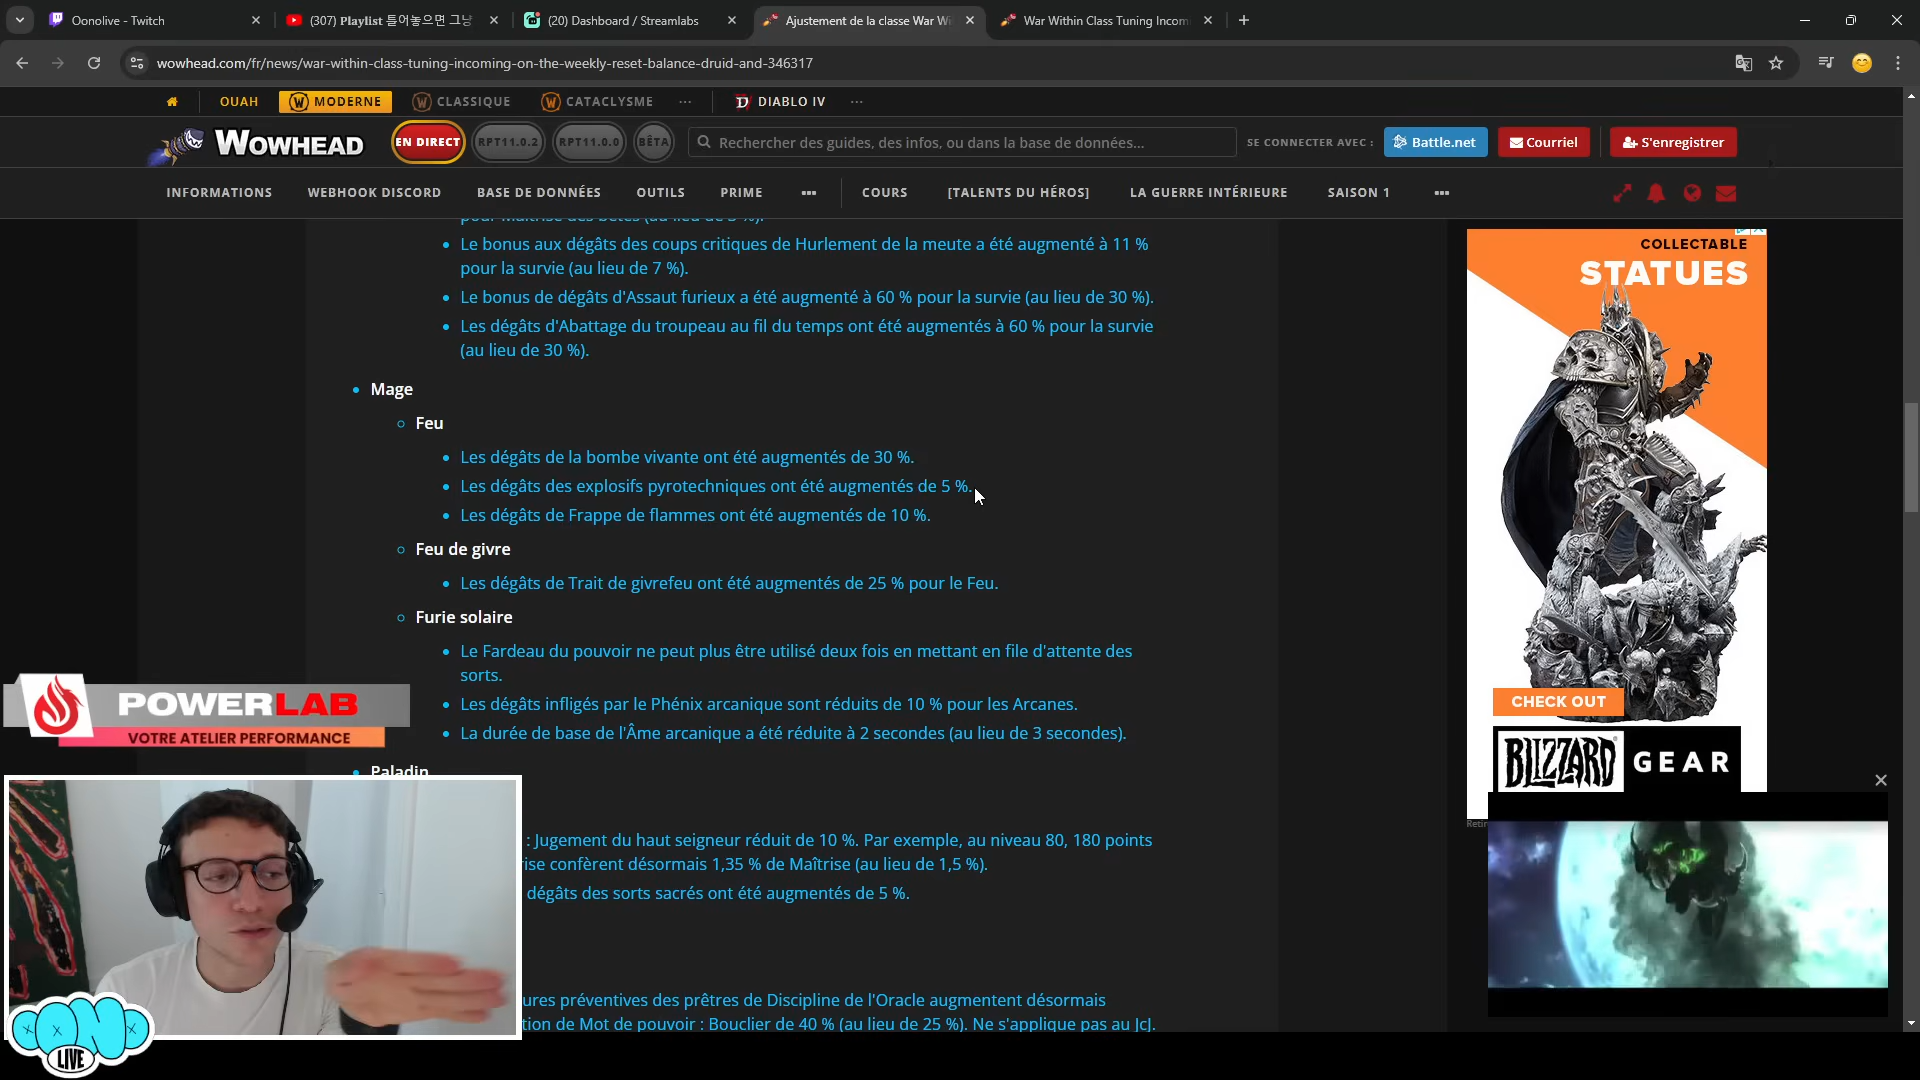 Oonolive - Twitch
(307) Playlist 틀어놓으면 그냥
(20) Dashboard / Streamlabs
Ajustement de la classe War Wi
War Within Class Tuning Incom
wowhead.com/fr/news/war-within-class-tuning-incoming-on-the-weekly-reset-balance-druid-and-346317
OUAH
MODERNE
CLASSIQUE
CATACLYSME
...
DIABLO IV
...
WOWHEAD
EN DIRECT
RPT11.0.2
RPT11.0.0
BÊTA
Rechercher des guides, des infos, ou dans la base de données...
SE CONNECTER AVEC :
Battle.net
Courriel
S'enregistrer
INFORMATIONS
WEBHOOK DISCORD
BASE DE DONNÉES
OUTILS
PRIME
...
COURS
[TALENTS DU HÉROS]
LA GUERRE INTÉRIEURE
SAISON 1
...
pour Maîtrise des bêtes (au lieu de 5 %).
Le bonus aux dégâts des coups critiques de Hurlement de la meute a été augmenté à 11 %
pour la survie (au lieu de 7 %).
Le bonus de dégâts d'Assaut furieux a été augmenté à 60 % pour la survie (au lieu de 30 %).
Les dégâts d'Abattage du troupeau au fil du temps ont été augmentés à 60 % pour la survie
(au lieu de 30 %).
Mage
Feu
Les dégâts de la bombe vivante ont été augmentés de 30 %.
Les dégâts des explosifs pyrotechniques ont été augmentés de 5 %.
Les dégâts de Frappe de flammes ont été augmentés de 10 %.
Feu de givre
Les dégâts de Trait de givrefeu ont été augmentés de 25 % pour le Feu.
Furie solaire
Le Fardeau du pouvoir ne peut plus être utilisé deux fois en mettant en file d'attente des
sorts.
Les dégâts infligés par le Phénix arcanique sont réduits de 10 % pour les Arcanes.
La durée de base de l'Âme arcanique a été réduite à 2 secondes (au lieu de 3 secondes).
Paladin
: Jugement du haut seigneur réduit de 10 %. Par exemple, au niveau 80, 180 points
rise confèrent désormais 1,35 % de Maîtrise (au lieu de 1,5 %).
dégâts des sorts sacrés ont été augmentés de 5 %.
ures préventives des prêtres de Discipline de l'Oracle augmentent désormais
tion de Mot de pouvoir : Bouclier de 40 % (au lieu de 25 %). Ne s'applique pas au JcJ.
COLLECTABLE
STATUES
CHECK OUT
BLIZZARD GEAR
POWERLAB
VOTRE ATELIER PERFORMANCE
OONO
LIVE